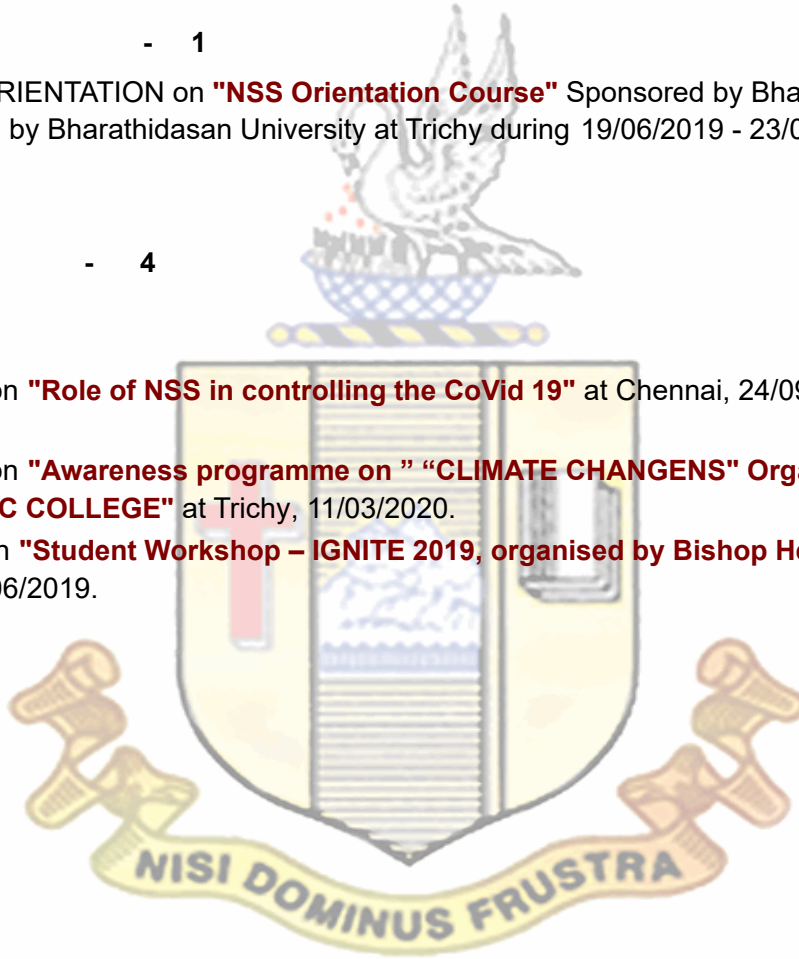 - 1
RIENTATION on "NSS Orientation Course" Sponsored by Bha
by Bharathidasan University at Trichy during 19/06/2019 - 23/0
- 4
on "Role of NSS in controlling the CoVid 19" at Chennai, 24/09
on "Awareness programme on ” “CLIMATE CHANGENS" Orga
C COLLEGE" at Trichy, 11/03/2020.
n "Student Workshop – IGNITE 2019, organised by Bishop He
06/2019.
NISI DOMINUS FRUSTRA